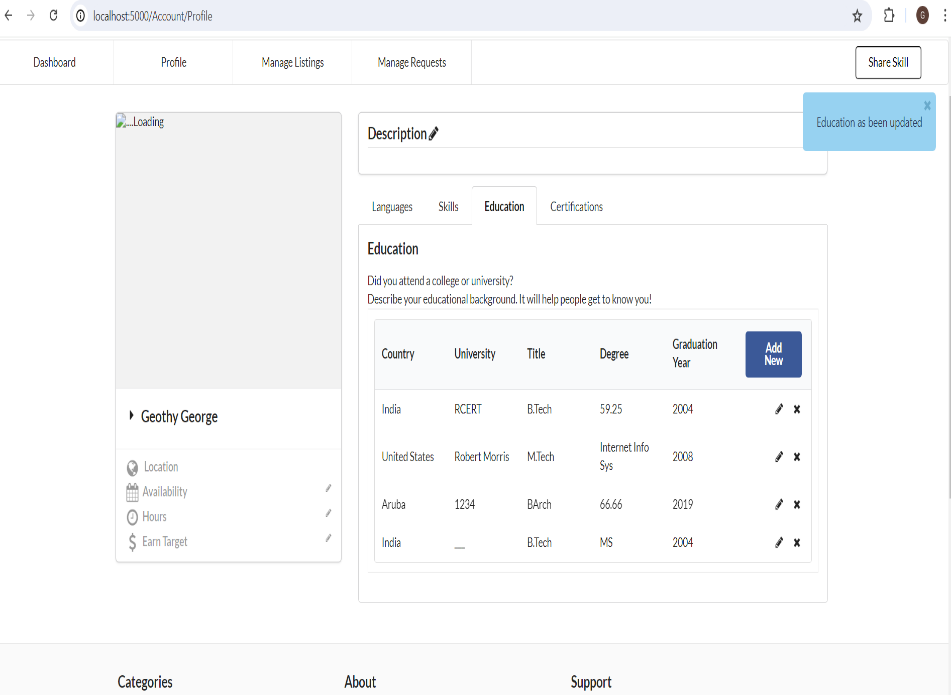 localhost:5000/Account/Profile
G
Dashboard Profile Manage Listings Manage Requests Share Skill
Education as been updated
...Loading
Description
Languages Skills Education Certifications
Education
Did you attend a college or university?
Describe your educational background. It will help people get to know you!
Country University Title Degree Graduation Year Add New
India RCERT B.Tech 59.25 2004
United States Robert Morris M.Tech Internet Info Sys 2008
Aruba 1234 BArch 66.66 2019
India __ B.Tech MS 2004
Geothy George
Location
Availability
Hours
Earn Target
Categories About Support